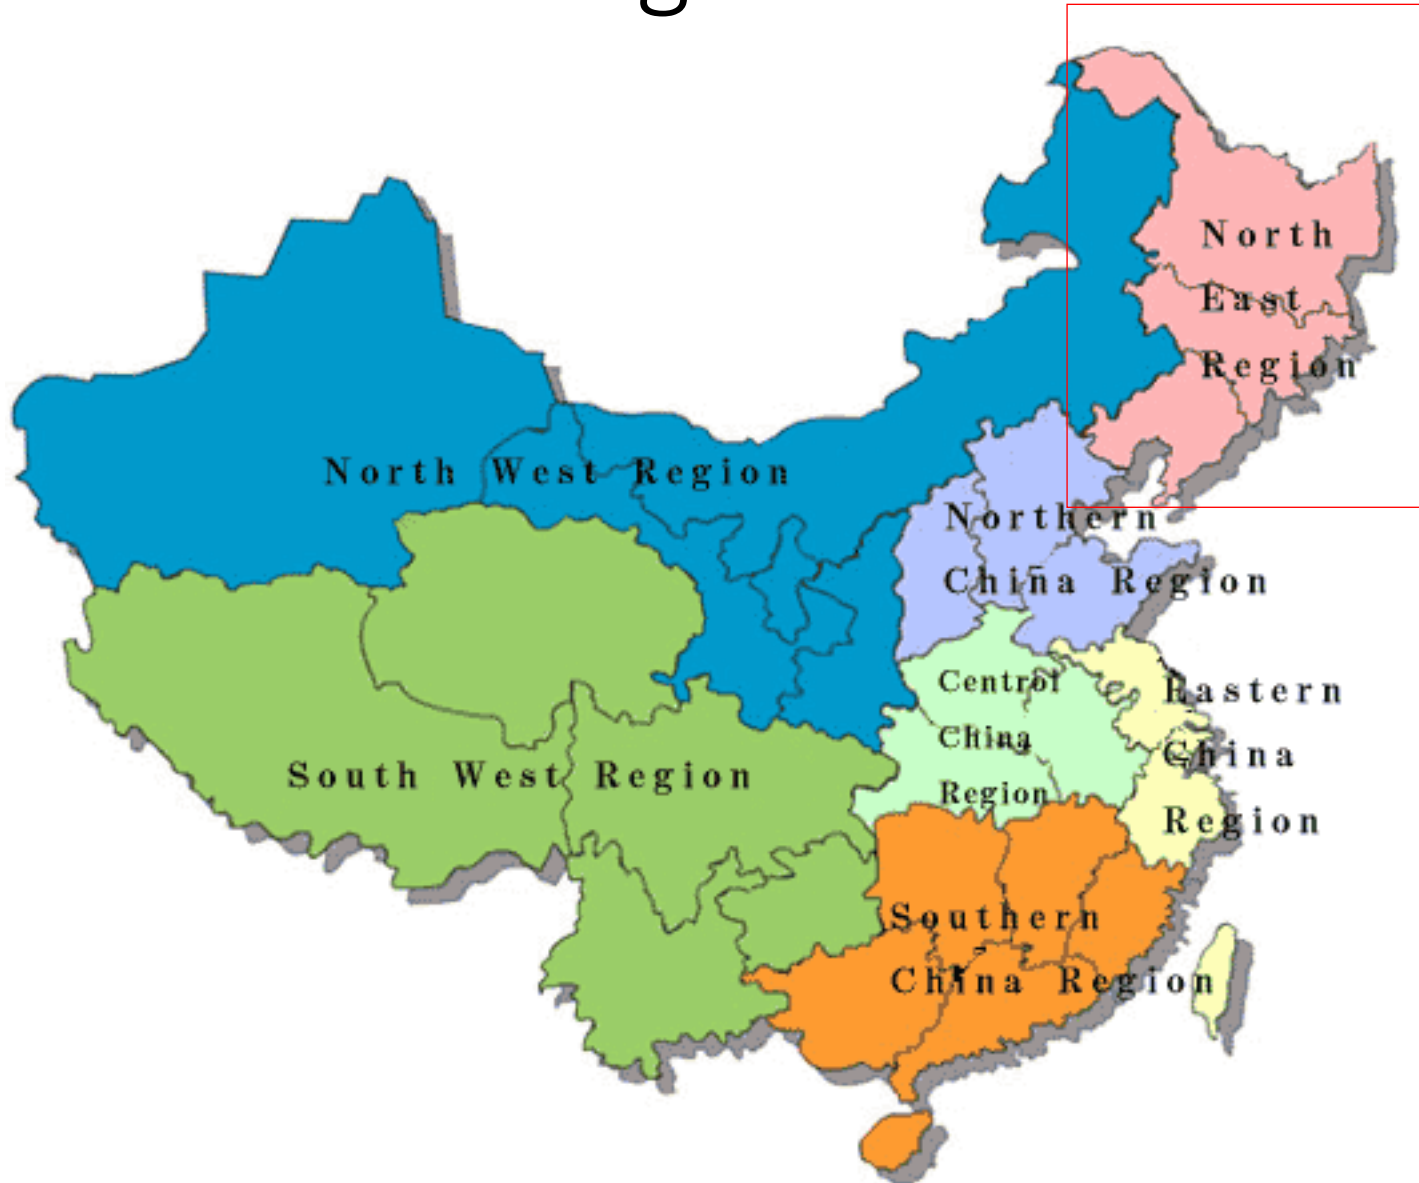 g
North
East
Region
North West Region
Northern
China Region
Central
China
Region
Eastern
China
Region
South West Region
Southern
China Region